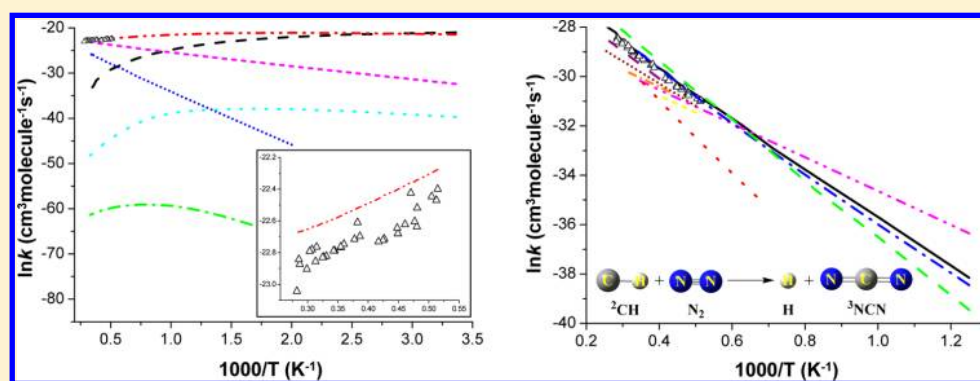 -20
-30
-40
-50
-60
-70
-80
lnk (cm³molecule⁻¹s⁻¹)
0.5 1.0 1.5 2.0 2.5 3.0 3.5
1000/T (K⁻¹)
-22.2
-22.4
-22.6
-22.8
-23.0
0.30 0.35 0.40 0.45 0.50 0.55
-28
-30
-32
-34
-36
-38
-40
lnk (cm³molecule⁻¹s⁻¹)
C H + N N → H + N C N
²CH N₂ H ³NCN
0.2 0.4 0.6 0.8 1.0 1.2
1000/T (K⁻¹)